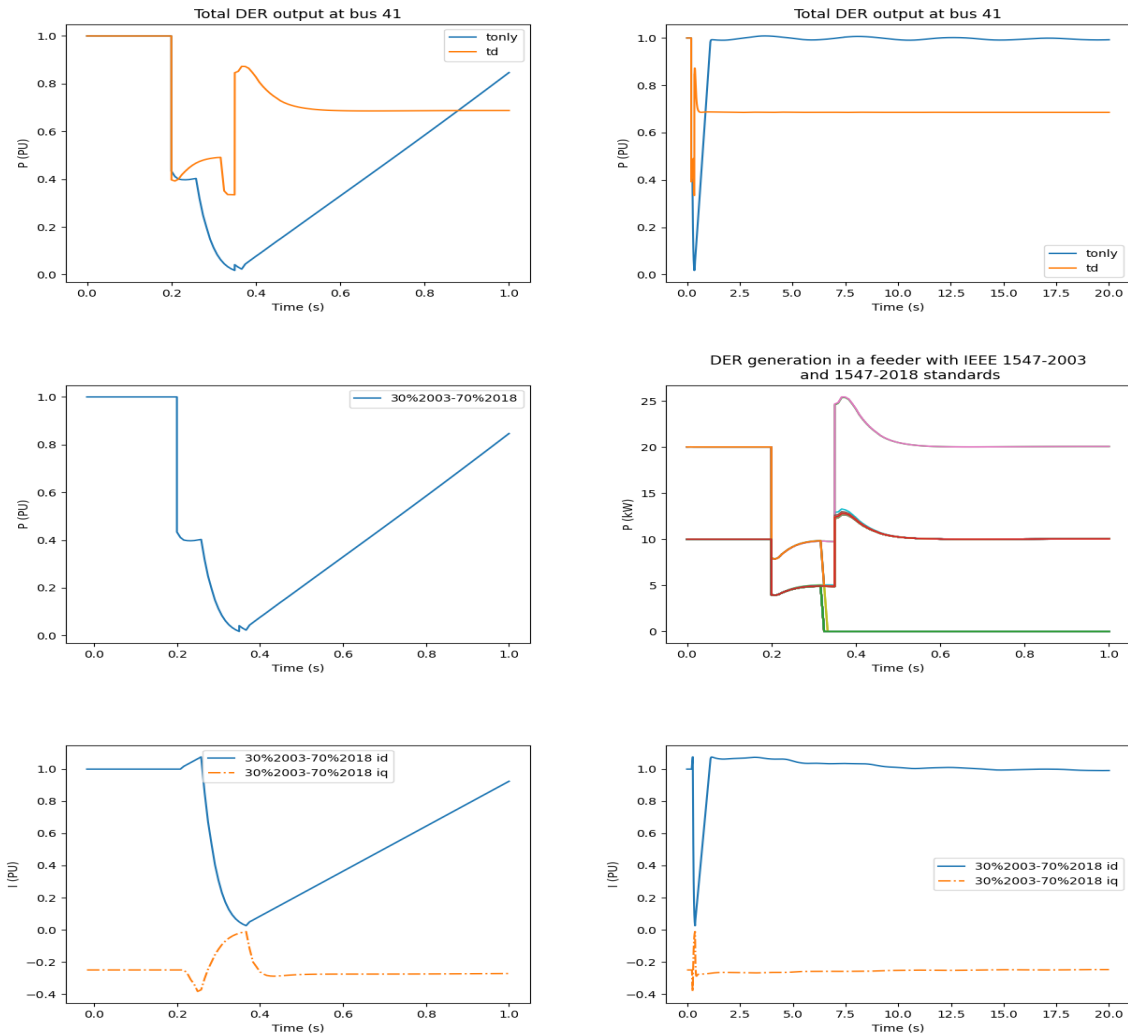 Total DER output at bus 41
1.0
0.8
0.6
0.4
0.2
0.0
P (PU)
tonly
td
0.0 0.2 0.4 0.6 0.8 1.0
Time (s)
Total DER output at bus 41
1.0
0.8
0.6
0.4
0.2
0.0
P (PU)
tonly
td
0.0 2.5 5.0 7.5 10.0 12.5 15.0 17.5 20.0
Time (s)
1.0
0.8
0.6
0.4
0.2
0.0
P (PU)
30%2003-70%2018
0.0 0.2 0.4 0.6 0.8 1.0
Time (s)
DER generation in a feeder with IEEE 1547-2003
and 1547-2018 standards
25
20
15
10
5
0
P (kW)
0.0 0.2 0.4 0.6 0.8 1.0
Time (s)
1.0
0.8
0.6
0.4
0.2
0.0
−0.2
−0.4
I (PU)
30%2003-70%2018 id
30%2003-70%2018 iq
0.0 0.2 0.4 0.6 0.8 1.0
Time (s)
1.0
0.8
0.6
0.4
0.2
0.0
−0.2
−0.4
I (PU)
30%2003-70%2018 id
30%2003-70%2018 iq
0.0 2.5 5.0 7.5 10.0 12.5 15.0 17.5 20.0
Time (s)